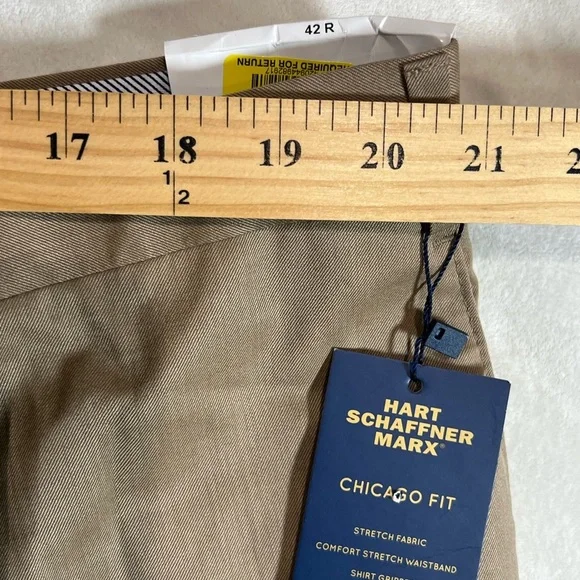 42 R
REQUIRED FOR RETURN
17 18 19 20 21
1
2
HART
SCHAFFNER
MARX®
CHICAGO FIT
STRETCH FABRIC
COMFORT STRETCH WAISTBAND
SHIRT